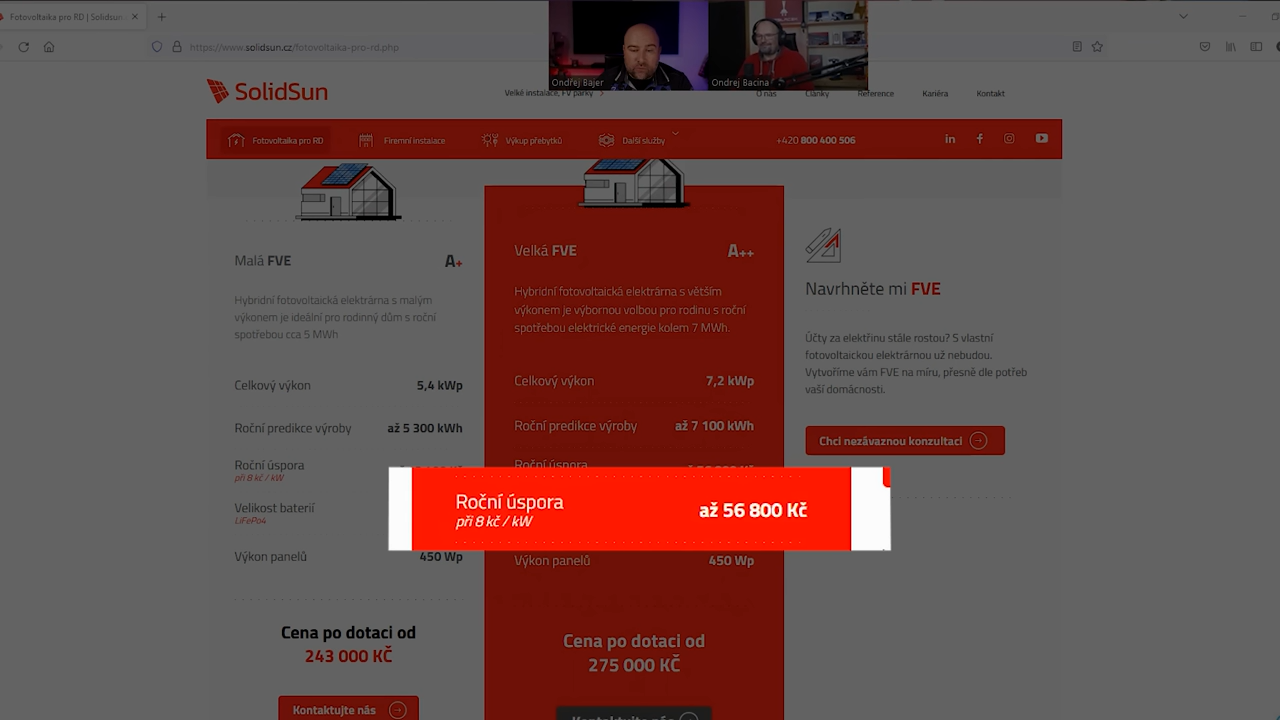 Fotovoltaika pro RD | Solidsun
https://www.solidsun.cz/fotovoltaika-pro-rd.php
Ondřej Bajer
Ondrej Bacina
SolidSun
Velké instalace, FV parky
O nás
Články
Reference
Kariéra
Kontakt
Fotovoltaika pro RD
Firemní instalace
Výkup přebytků
Další služby
+420 800 400 506
Malá FVE
A+
Hybridní fotovoltaická elektrárna s malým
výkonem je ideální pro rodinný dům s roční
spotřebou cca 5 MWh
Celkový výkon 5,4 kWp
Roční predikce výroby až 5 300 kWh
Roční úspora
při 8 kč / kW
Velikost baterií
LiFePo4
Výkon panelů 450 Wp
Cena po dotaci od
243 000 KČ
Kontaktujte nás
Velká FVE
A++
Hybridní fotovoltaická elektrárna s větším
výkonem je výbornou volbou pro rodinu s roční
spotřebou elektrické energie kolem 7 MWh.
Celkový výkon 7,2 kWp
Roční predikce výroby až 7 100 kWh
Roční úspora
Roční úspora až 56 800 Kč
při 8 kč / kW
Výkon panelů 450 Wp
Cena po dotaci od
275 000 KČ
Kontaktujte nás
Navrhněte mi FVE
Účty za elektřinu stále rostou? S vlastní
fotovoltaickou elektrárnou už nebudou.
Vytvoříme vám FVE na míru, přesně dle potřeb
vaší domácnosti.
Chci nezávaznou konzultaci